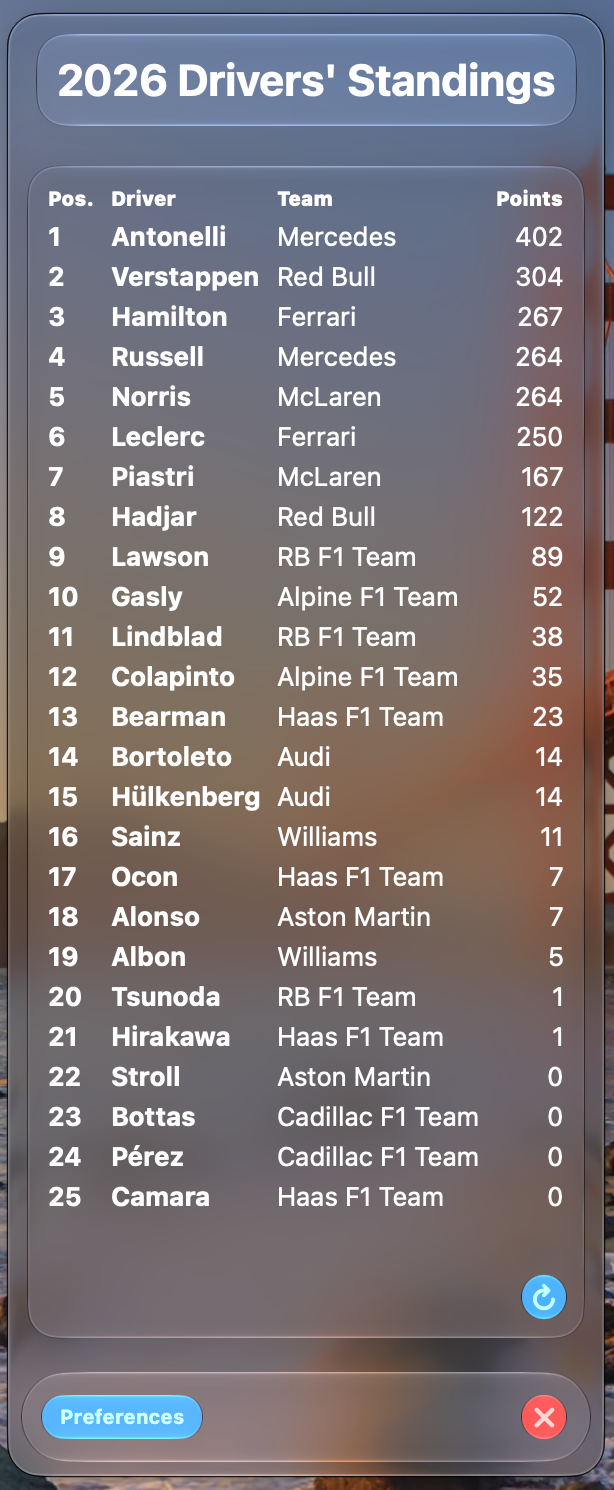 2026 Drivers' Standings
Pos. Driver Team Points
1 Antonelli Mercedes 402
2 Verstappen Red Bull 304
3 Hamilton Ferrari 267
4 Russell Mercedes 264
5 Norris McLaren 264
6 Leclerc Ferrari 250
7 Piastri McLaren 167
8 Hadjar Red Bull 122
9 Lawson RB F1 Team 89
10 Gasly Alpine F1 Team 52
11 Lindblad RB F1 Team 38
12 Colapinto Alpine F1 Team 35
13 Bearman Haas F1 Team 23
14 Bortoleto Audi 14
15 Hülkenberg Audi 14
16 Sainz Williams 11
17 Ocon Haas F1 Team 7
18 Alonso Aston Martin 7
19 Albon Williams 5
20 Tsunoda RB F1 Team 1
21 Hirakawa Haas F1 Team 1
22 Stroll Aston Martin 0
23 Bottas Cadillac F1 Team 0
24 Pérez Cadillac F1 Team 0
25 Camara Haas F1 Team 0
Preferences